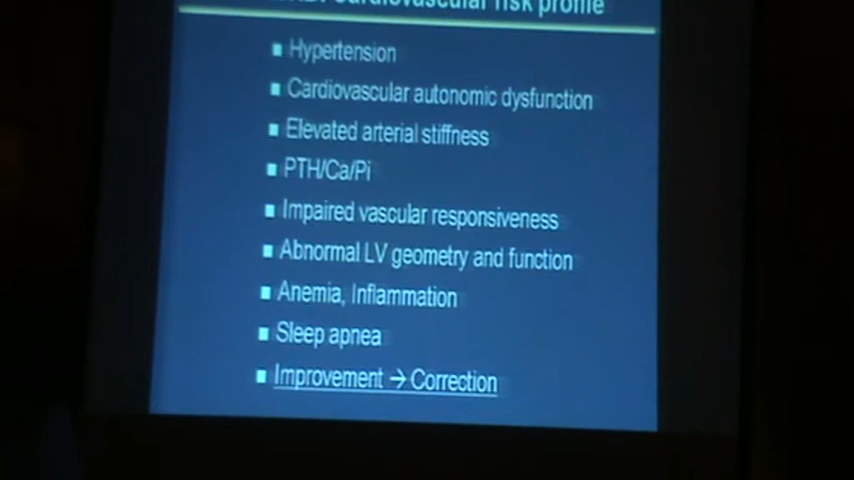 Cardiovascular risk profile
Hypertension
Cardiovascular autonomic dysfunction
Elevated arterial stiffness
PTH/Ca/Pi
Impaired vascular responsiveness
Abnormal LV geometry and function
Anemia, Inflammation
Sleep apnea
Improvement → Correction